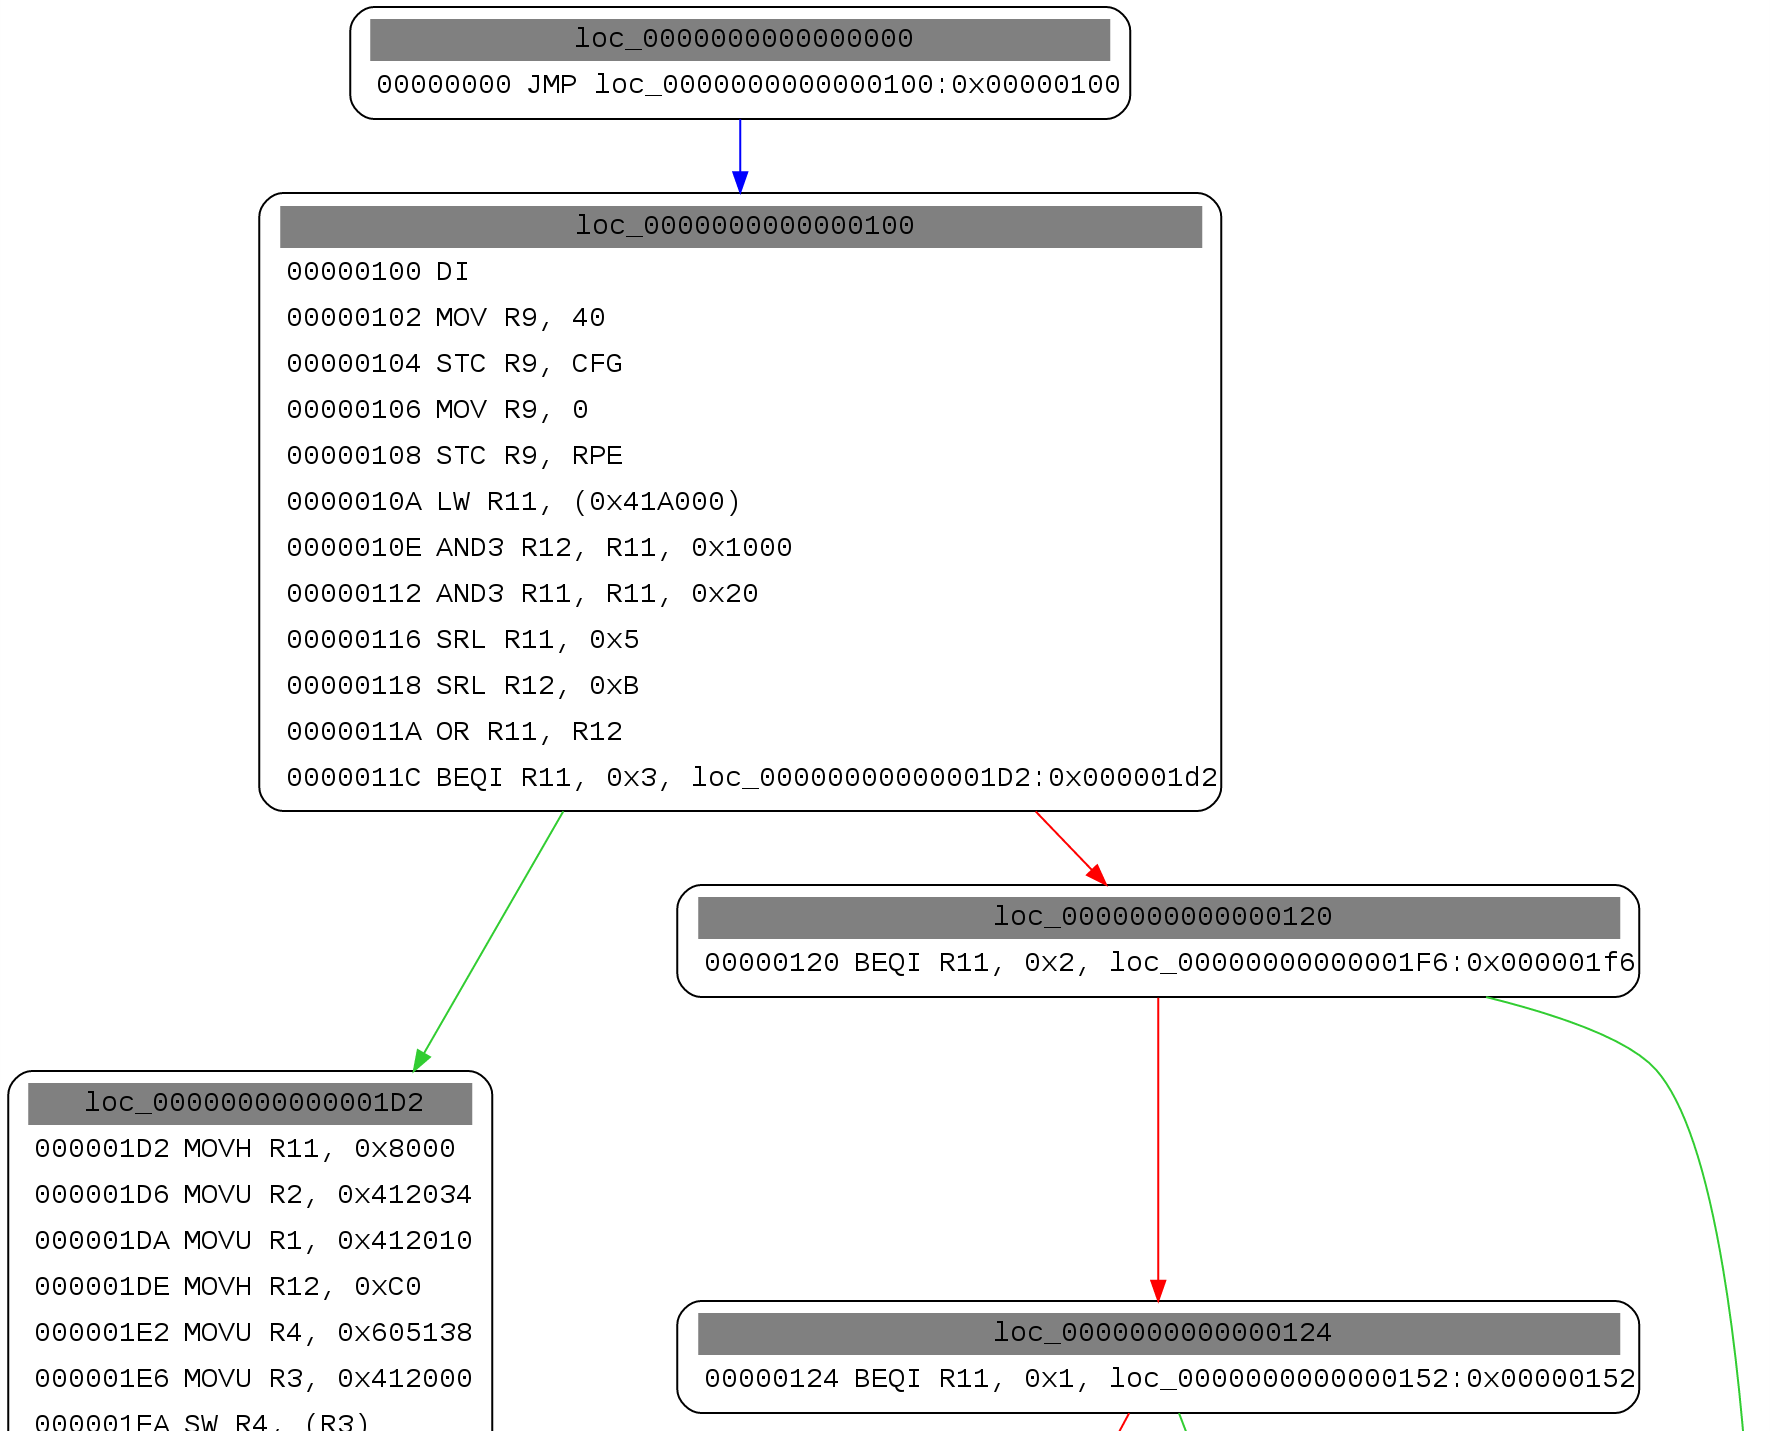 loc_0000000000000000
00000000 JMP loc_0000000000000100:0x00000100
loc_0000000000000100
00000100 DI
00000102 MOV R9, 40
00000104 STC R9, CFG
00000106 MOV R9, 0
00000108 STC R9, RPE
0000010A LW R11, (0x41A000)
0000010E AND3 R12, R11, 0x1000
00000112 AND3 R11, R11, 0x20
00000116 SRL R11, 0x5
00000118 SRL R12, 0xB
0000011A OR R11, R12
0000011C BEQI R11, 0x3, loc_00000000000001D2:0x000001d2
loc_0000000000000120
00000120 BEQI R11, 0x2, loc_00000000000001F6:0x000001f6
loc_00000000000001D2
000001D2 MOVH R11, 0x8000
000001D6 MOVU R2, 0x412034
000001DA MOVU R1, 0x412010
000001DE MOVH R12, 0xC0
000001E2 MOVU R4, 0x605138
000001E6 MOVU R3, 0x412000
000001EA SW R4, (R3)
loc_0000000000000124
00000124 BEQI R11, 0x1, loc_0000000000000152:0x00000152